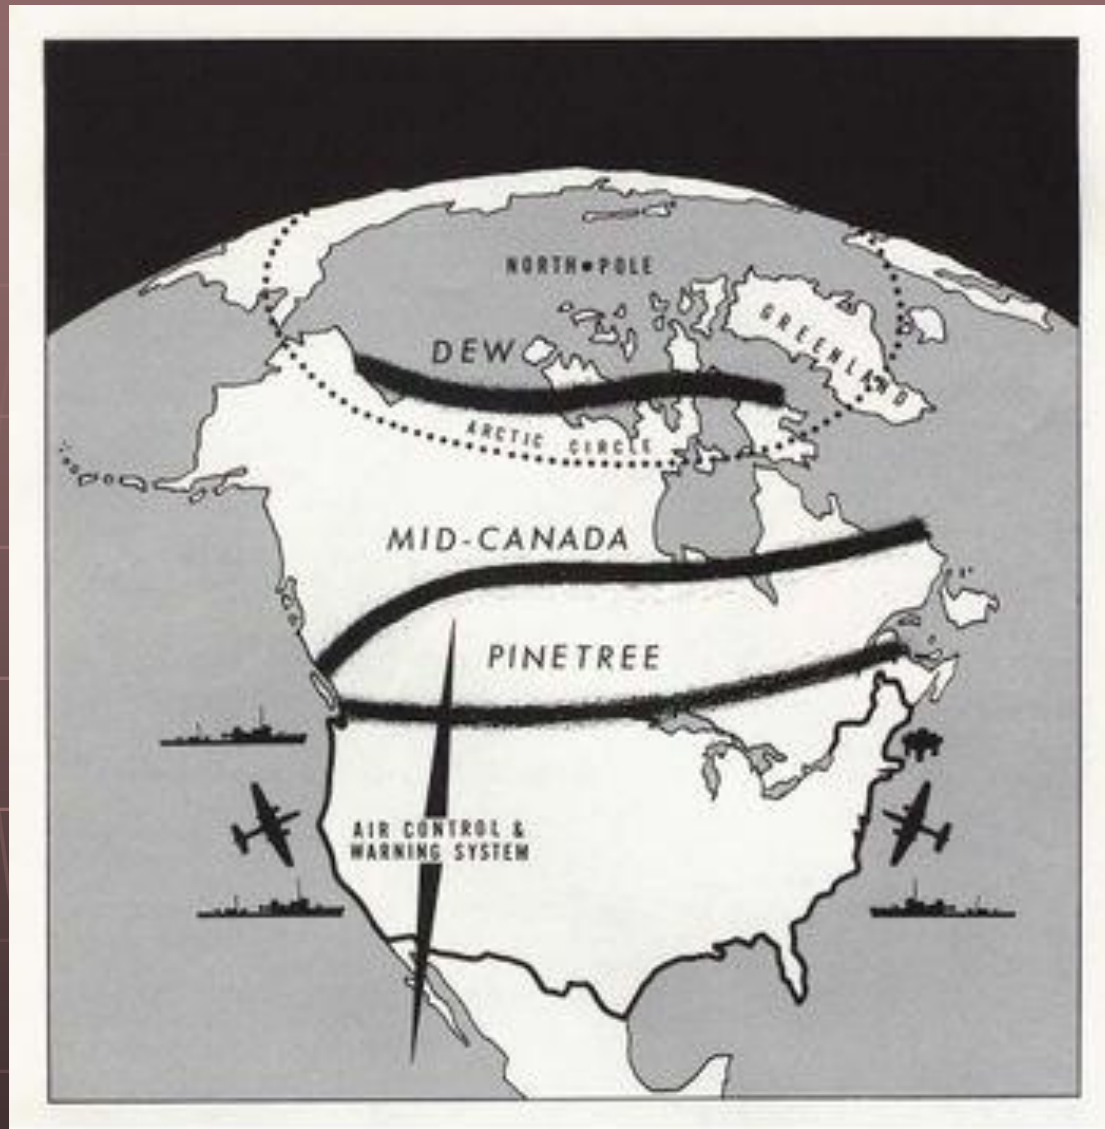 NORTH POLE
GREENLAND
DEW
ARCTIC CIRCLE
MID-CANADA
PINETREE
AIR CONTROL &
WARNING SYSTEM